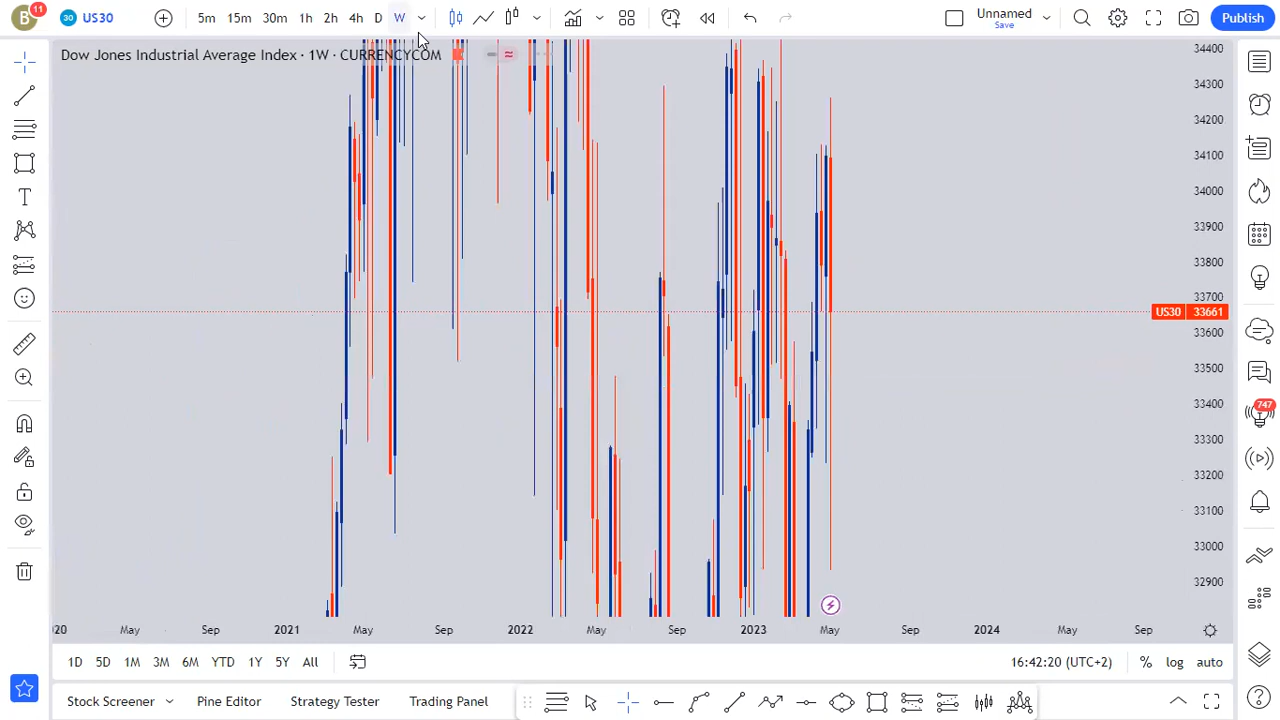 B
11
30
US30
5m
15m
30m
1h
2h
4h
D
W
Unnamed
Save
Publish
Dow Jones Industrial Average Index · 1W · CURRENCYCOM
34400
34300
34200
34100
34000
33900
33800
33700
US30
33661
33600
33500
33400
33300
33200
33100
33000
32900
747
T
020
May
Sep
2021
May
Sep
2022
May
Sep
2023
May
Sep
2024
May
Sep
1D
5D
1M
3M
6M
YTD
1Y
5Y
All
16:42:20 (UTC+2)
%
log
auto
Stock Screener
Pine Editor
Strategy Tester
Trading Panel